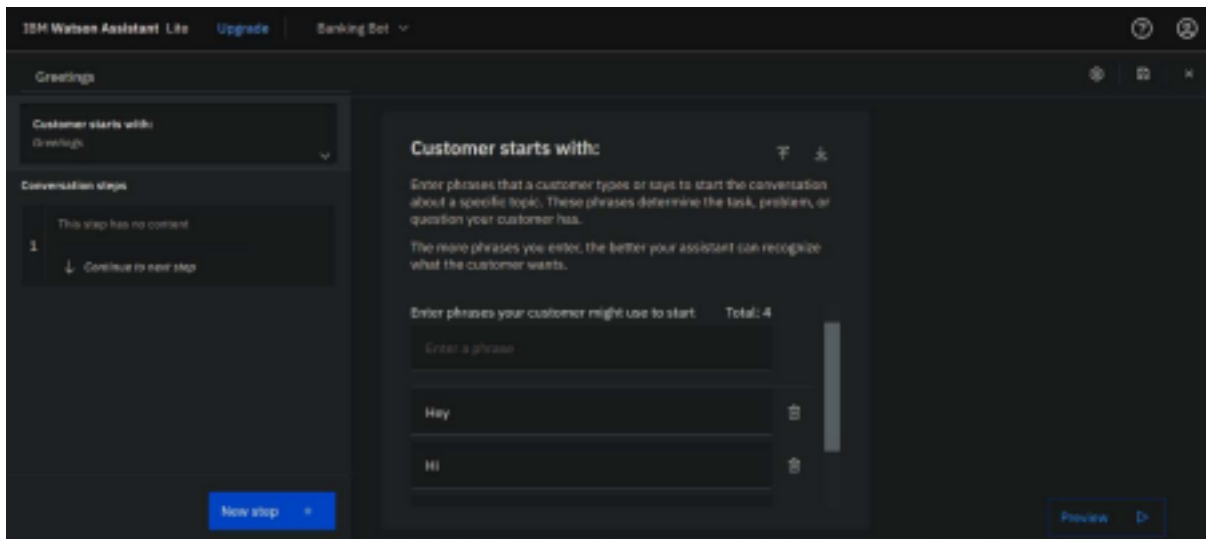 IBM Watson Assistant Lite Upgrade Banking Bot
Greetings
Customer starts with:
Greetings
Conversation steps
1
This step has no content
Continue to next step
New step +
Customer starts with:
Enter phrases that a customer types or says to start the conversation
about a specific topic. These phrases determine the task, problem, or
question your customer has.
The more phrases you enter, the better your assistant can recognize
what the customer wants.
Enter phrases your customer might use to start Total: 4
Enter a phrase
Hey
Hi
Preview